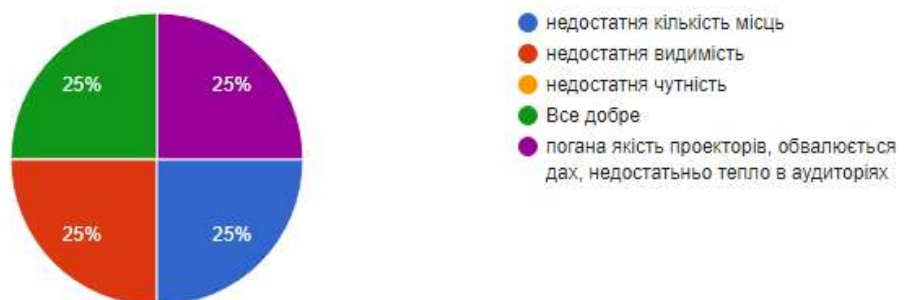 25%
25%
25%
25%
недостатня кількість місць
недостатня видимість
недостатня чутність
Все добре
погана якість проекторів, обвалюється
дах, недостатньо тепло в аудиторіях